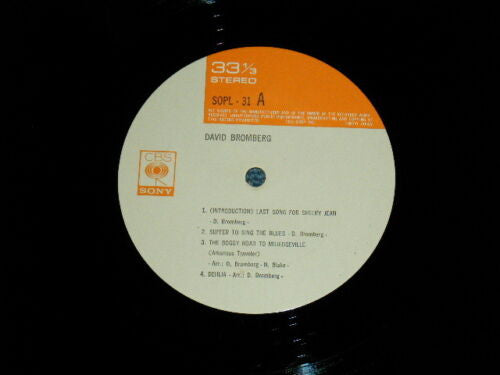 33 1/3
STEREO
SOPL - 31 A
DAVID BROMBERG
CBS
SONY
1. (INTRODUCTION) LAST SONG FOR SHELBY JEAN
- D. Bromberg -
2. SUFFER TO SING THE BLUES - D. Bromberg -
3. THE BOGGY ROAD TO MILLEDGEVILLE
(Arkansas Traveler)
- Arr.: D. Bromberg - N. Blake -
4. DEHLIA - Arr.: D. Bromberg -